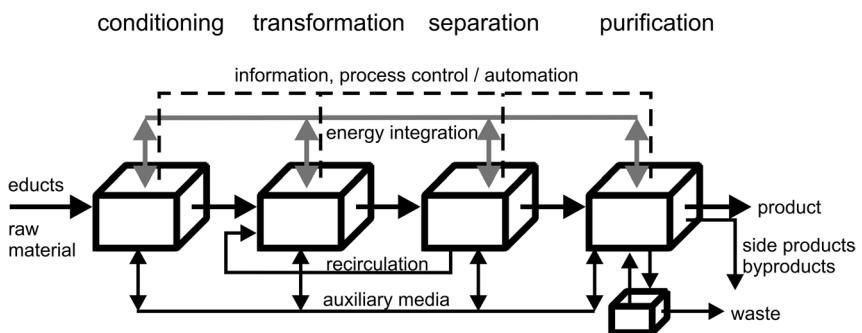 conditioning transformation separation purification
information, process control / automation
energy integration
educts
raw
material
product
side products
byproducts
recirculation
auxiliary media
waste